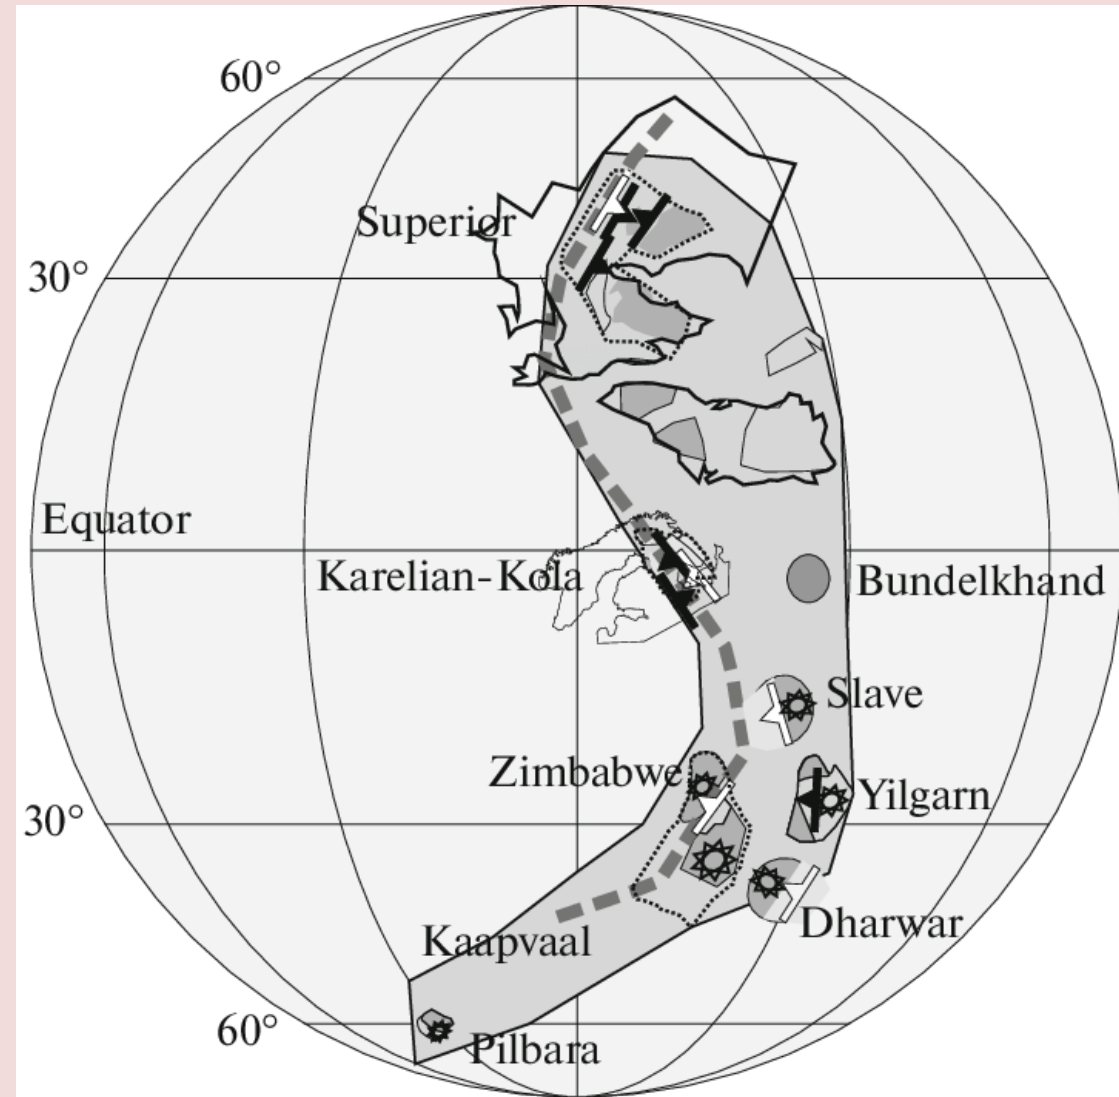 60°
Superior
30°
Equator
Karelian-Kola
Bundelkhand
Slave
Zimbabwe
Yilgarn
30°
Dharwar
Kaapvaal
60°
Pilbara